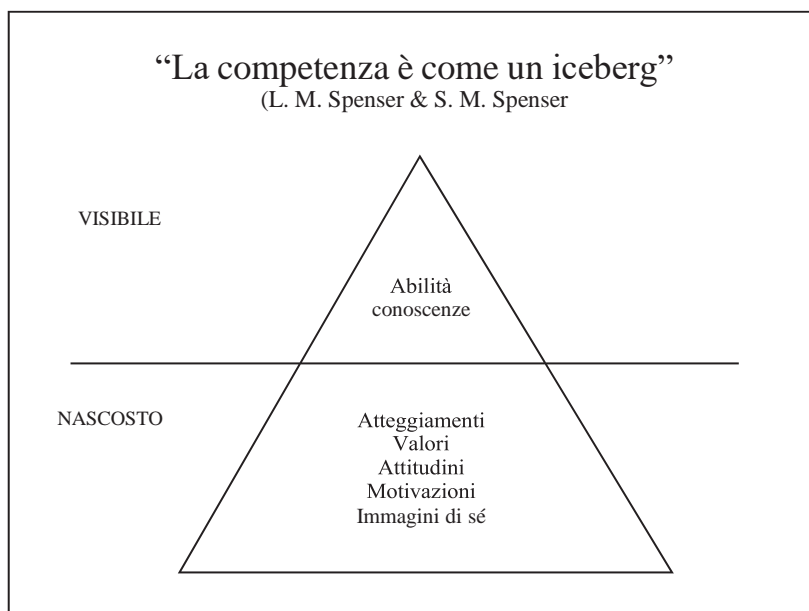 “La competenza è come un iceberg”
(L. M. Spenser & S. M. Spenser
VISIBILE
Abilità
conoscenze
NASCOSTO
Atteggiamenti
Valori
Attitudini
Motivazioni
Immagini di sé